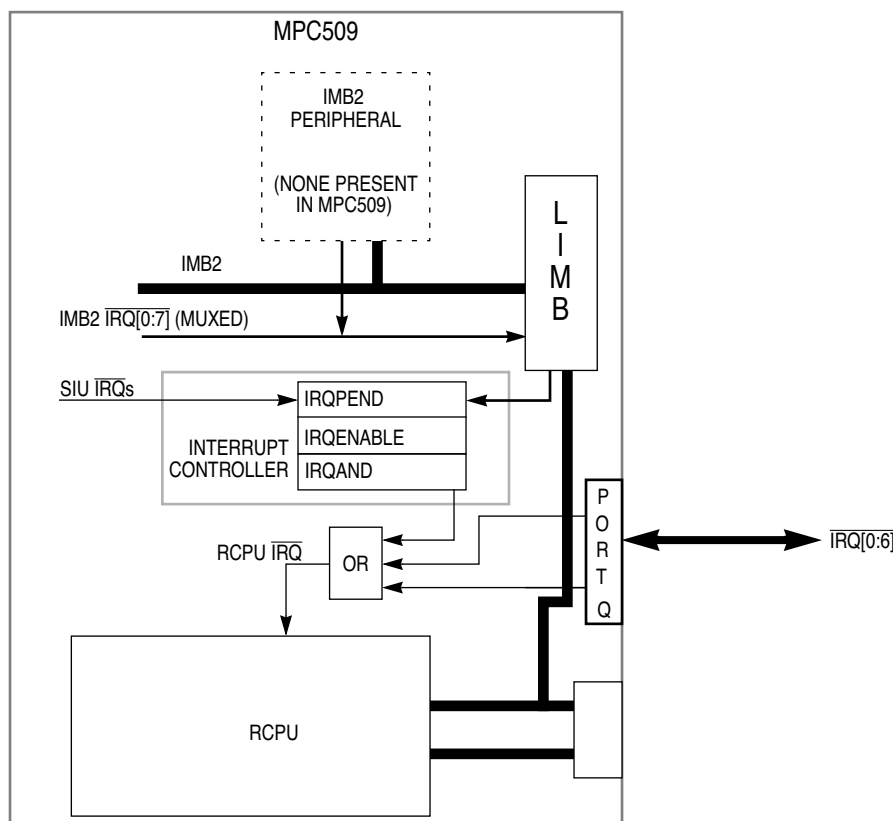 MPC509
IMB2
PERIPHERAL
(NONE PRESENT
IN MPC509)
L
I
M
B
IMB2
IMB2 IRQ[0:7] (MUXED)
SIU IRQs
IRQPEND
IRQENABLE
IRQAND
INTERRUPT
CONTROLLER
P
O
R
T
Q
IRQ[0:6]
RCPU IRQ
OR
RCPU